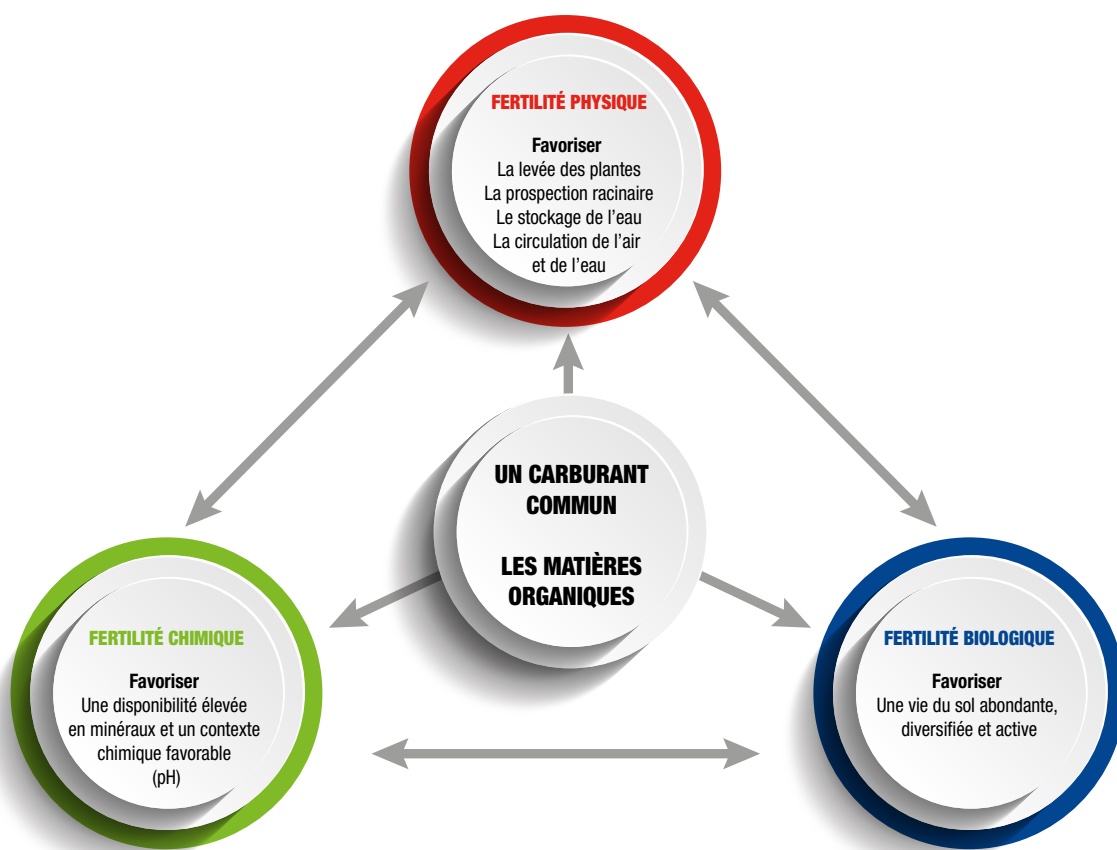 FERTILITÉ PHYSIQUE
Favoriser
La levée des plantes
La prospection racinaire
Le stockage de l’eau
La circulation de l’air
et de l’eau
UN CARBURANT
COMMUN
LES MATIÈRES
ORGANIQUES
FERTILITÉ CHIMIQUE
Favoriser
Une disponibilité élevée
en minéraux et un contexte
chimique favorable
(pH)
FERTILITÉ BIOLOGIQUE
Favoriser
Une vie du sol abondante,
diversifiée et active